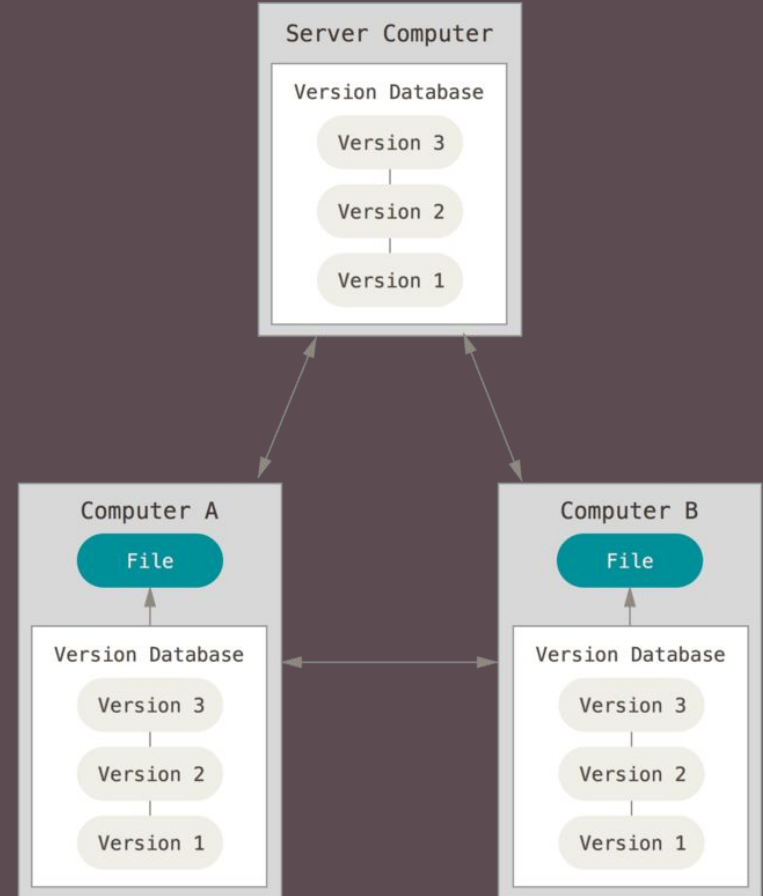 Server Computer
Version Database
Version 3
Version 2
Version 1
Computer A
File
Version Database
Version 3
Version 2
Version 1
Computer B
File
Version Database
Version 3
Version 2
Version 1